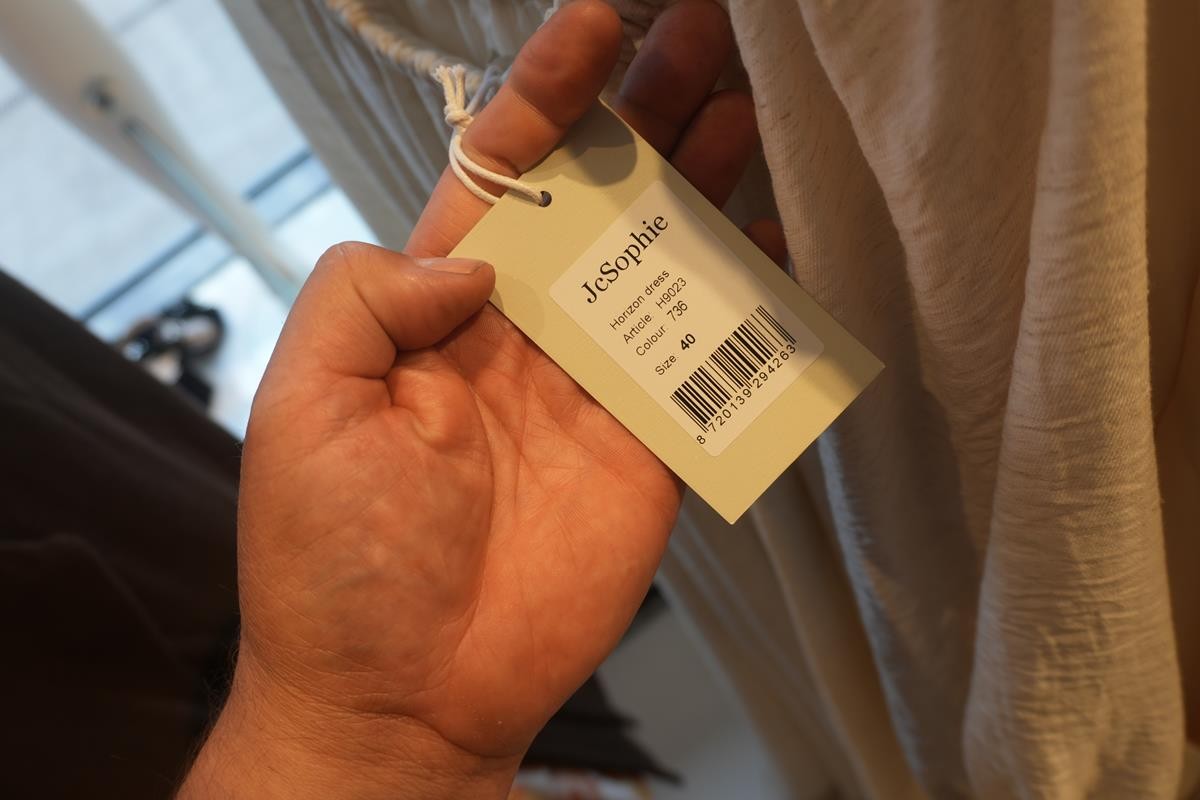 JcSophie
Horizon dress
Article H9023
Colour: 736
Size 40
8 720139 294263